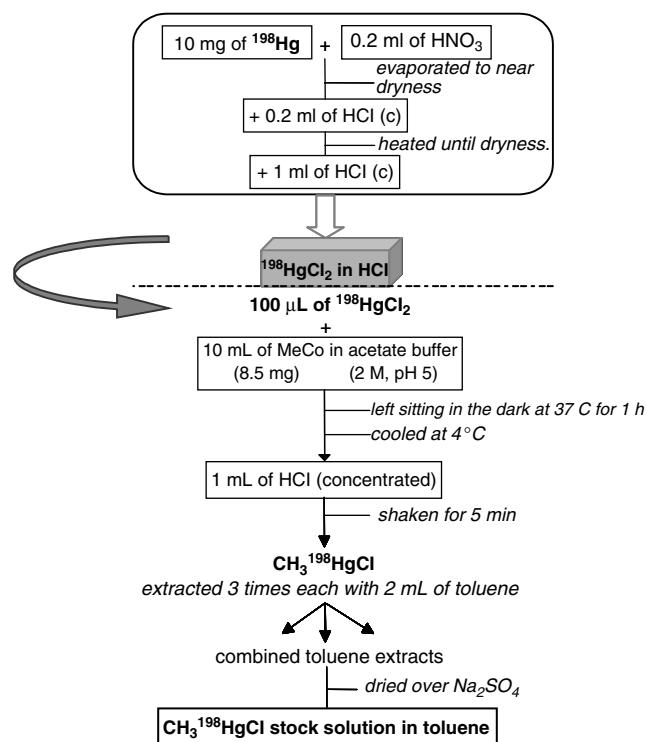 10 mg of ¹⁹⁸Hg + 0.2 ml of HNO₃
evaporated to near
dryness
+ 0.2 ml of HCl (c)
heated until dryness.
+ 1 ml of HCl (c)
¹⁹⁸HgCl₂ in HCl
100 μL of ¹⁹⁸HgCl₂
+
10 mL of MeCo in acetate buffer
(8.5 mg) (2 M, pH 5)
left sitting in the dark at 37 C for 1 h
cooled at 4°C
1 mL of HCl (concentrated)
shaken for 5 min
CH₃¹⁹⁸HgCl
extracted 3 times each with 2 mL of toluene
combined toluene extracts
dried over Na₂SO₄
CH₃¹⁹⁸HgCl stock solution in toluene